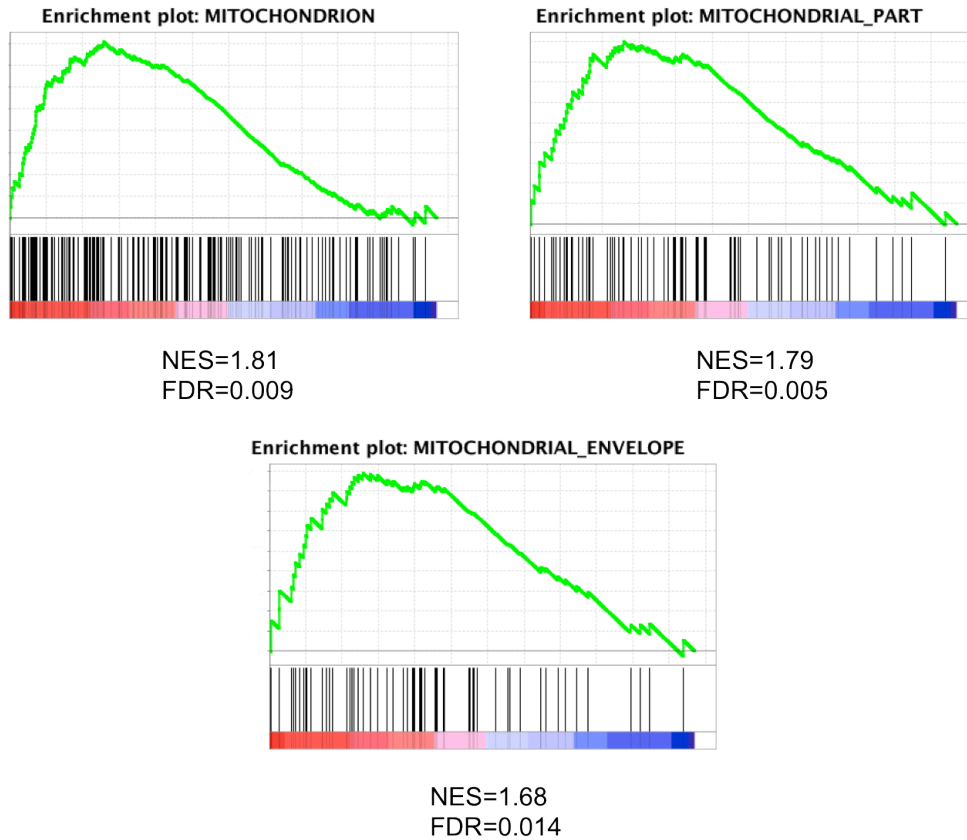 Enrichment plot: MITOCHONDRION
Enrichment plot: MITOCHONDRIAL_PART
NES=1.81
FDR=0.009
NES=1.79
FDR=0.005
Enrichment plot: MITOCHONDRIAL_ENVELOPE
NES=1.68
FDR=0.014